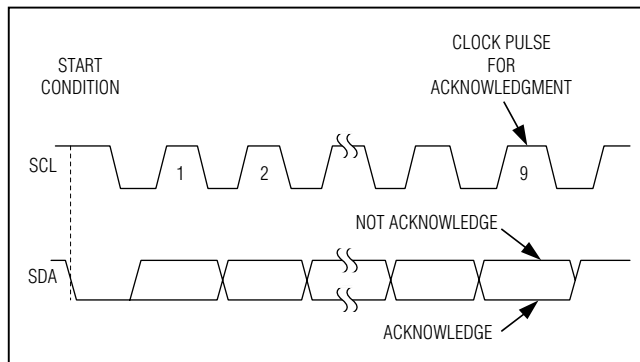 START
CONDITION
CLOCK PULSE
FOR
ACKNOWLEDGMENT
SCL
1
2
9
NOT ACKNOWLEDGE
SDA
ACKNOWLEDGE